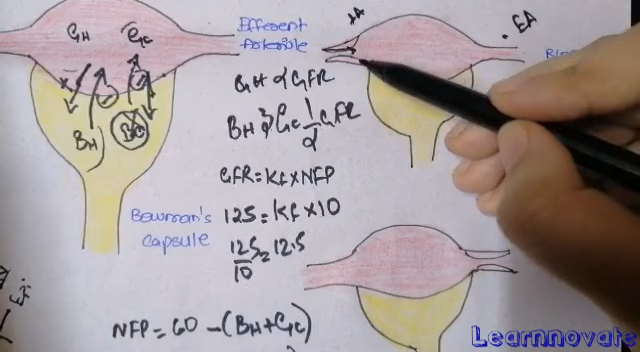 GH
GC
Efferent
Arteriole
AA
. EA
GH α GFR
BH & GC 1/α GFR
BH
GFR = Kf × NFP
Bowman's
Capsule
125 = Kf × 10
125/10 = 12.5
NFP = 60 - (BH + GC)
Learnnovate